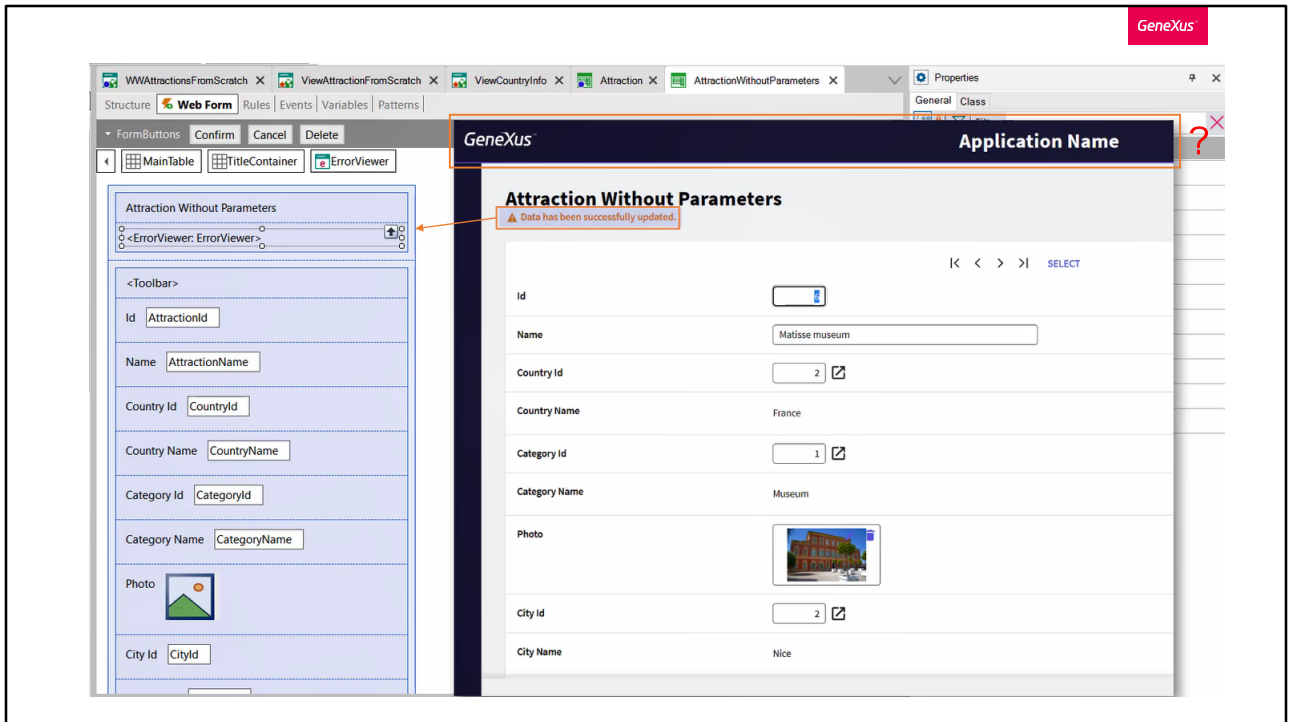 GeneXus™
WWAttractionsFromScratch X ViewAttractionFromScratch X ViewCountryInfo X Attraction X AttractionWithoutParameters X Properties
Structure Web Form Rules Events Variables Patterns
General Class
FormButtons Confirm Cancel Delete
MainTable TitleContainer ErrorViewer
Attraction Without Parameters
<ErrorViewer: ErrorViewer>
<Toolbar>
Id AttractionId
Name AttractionName
Country Id CountryId
Country Name CountryName
Category Id CategoryId
Category Name CategoryName
Photo
City Id CityId
GeneXus™ Application Name
?
Attraction Without Parameters
Data has been successfully updated.
SELECT
Id 6
Name Matisse museum
Country Id 2
Country Name France
Category Id 1
Category Name Museum
Photo
City Id 2
City Name Nice